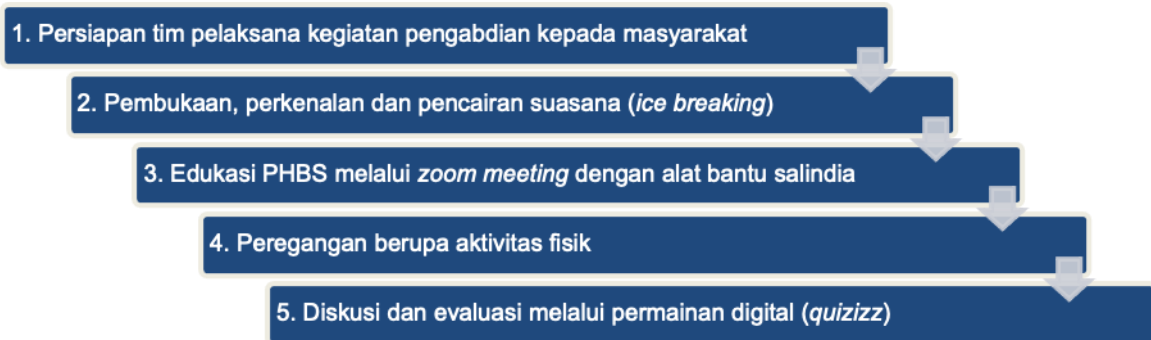 1. Persiapan tim pelaksana kegiatan pengabdian kepada masyarakat
2. Pembukaan, perkenalan dan pencairan suasana (ice breaking)
3. Edukasi PHBS melalui zoom meeting dengan alat bantu salindia
4. Peregangan berupa aktivitas fisik
5. Diskusi dan evaluasi melalui permainan digital (quizizz)